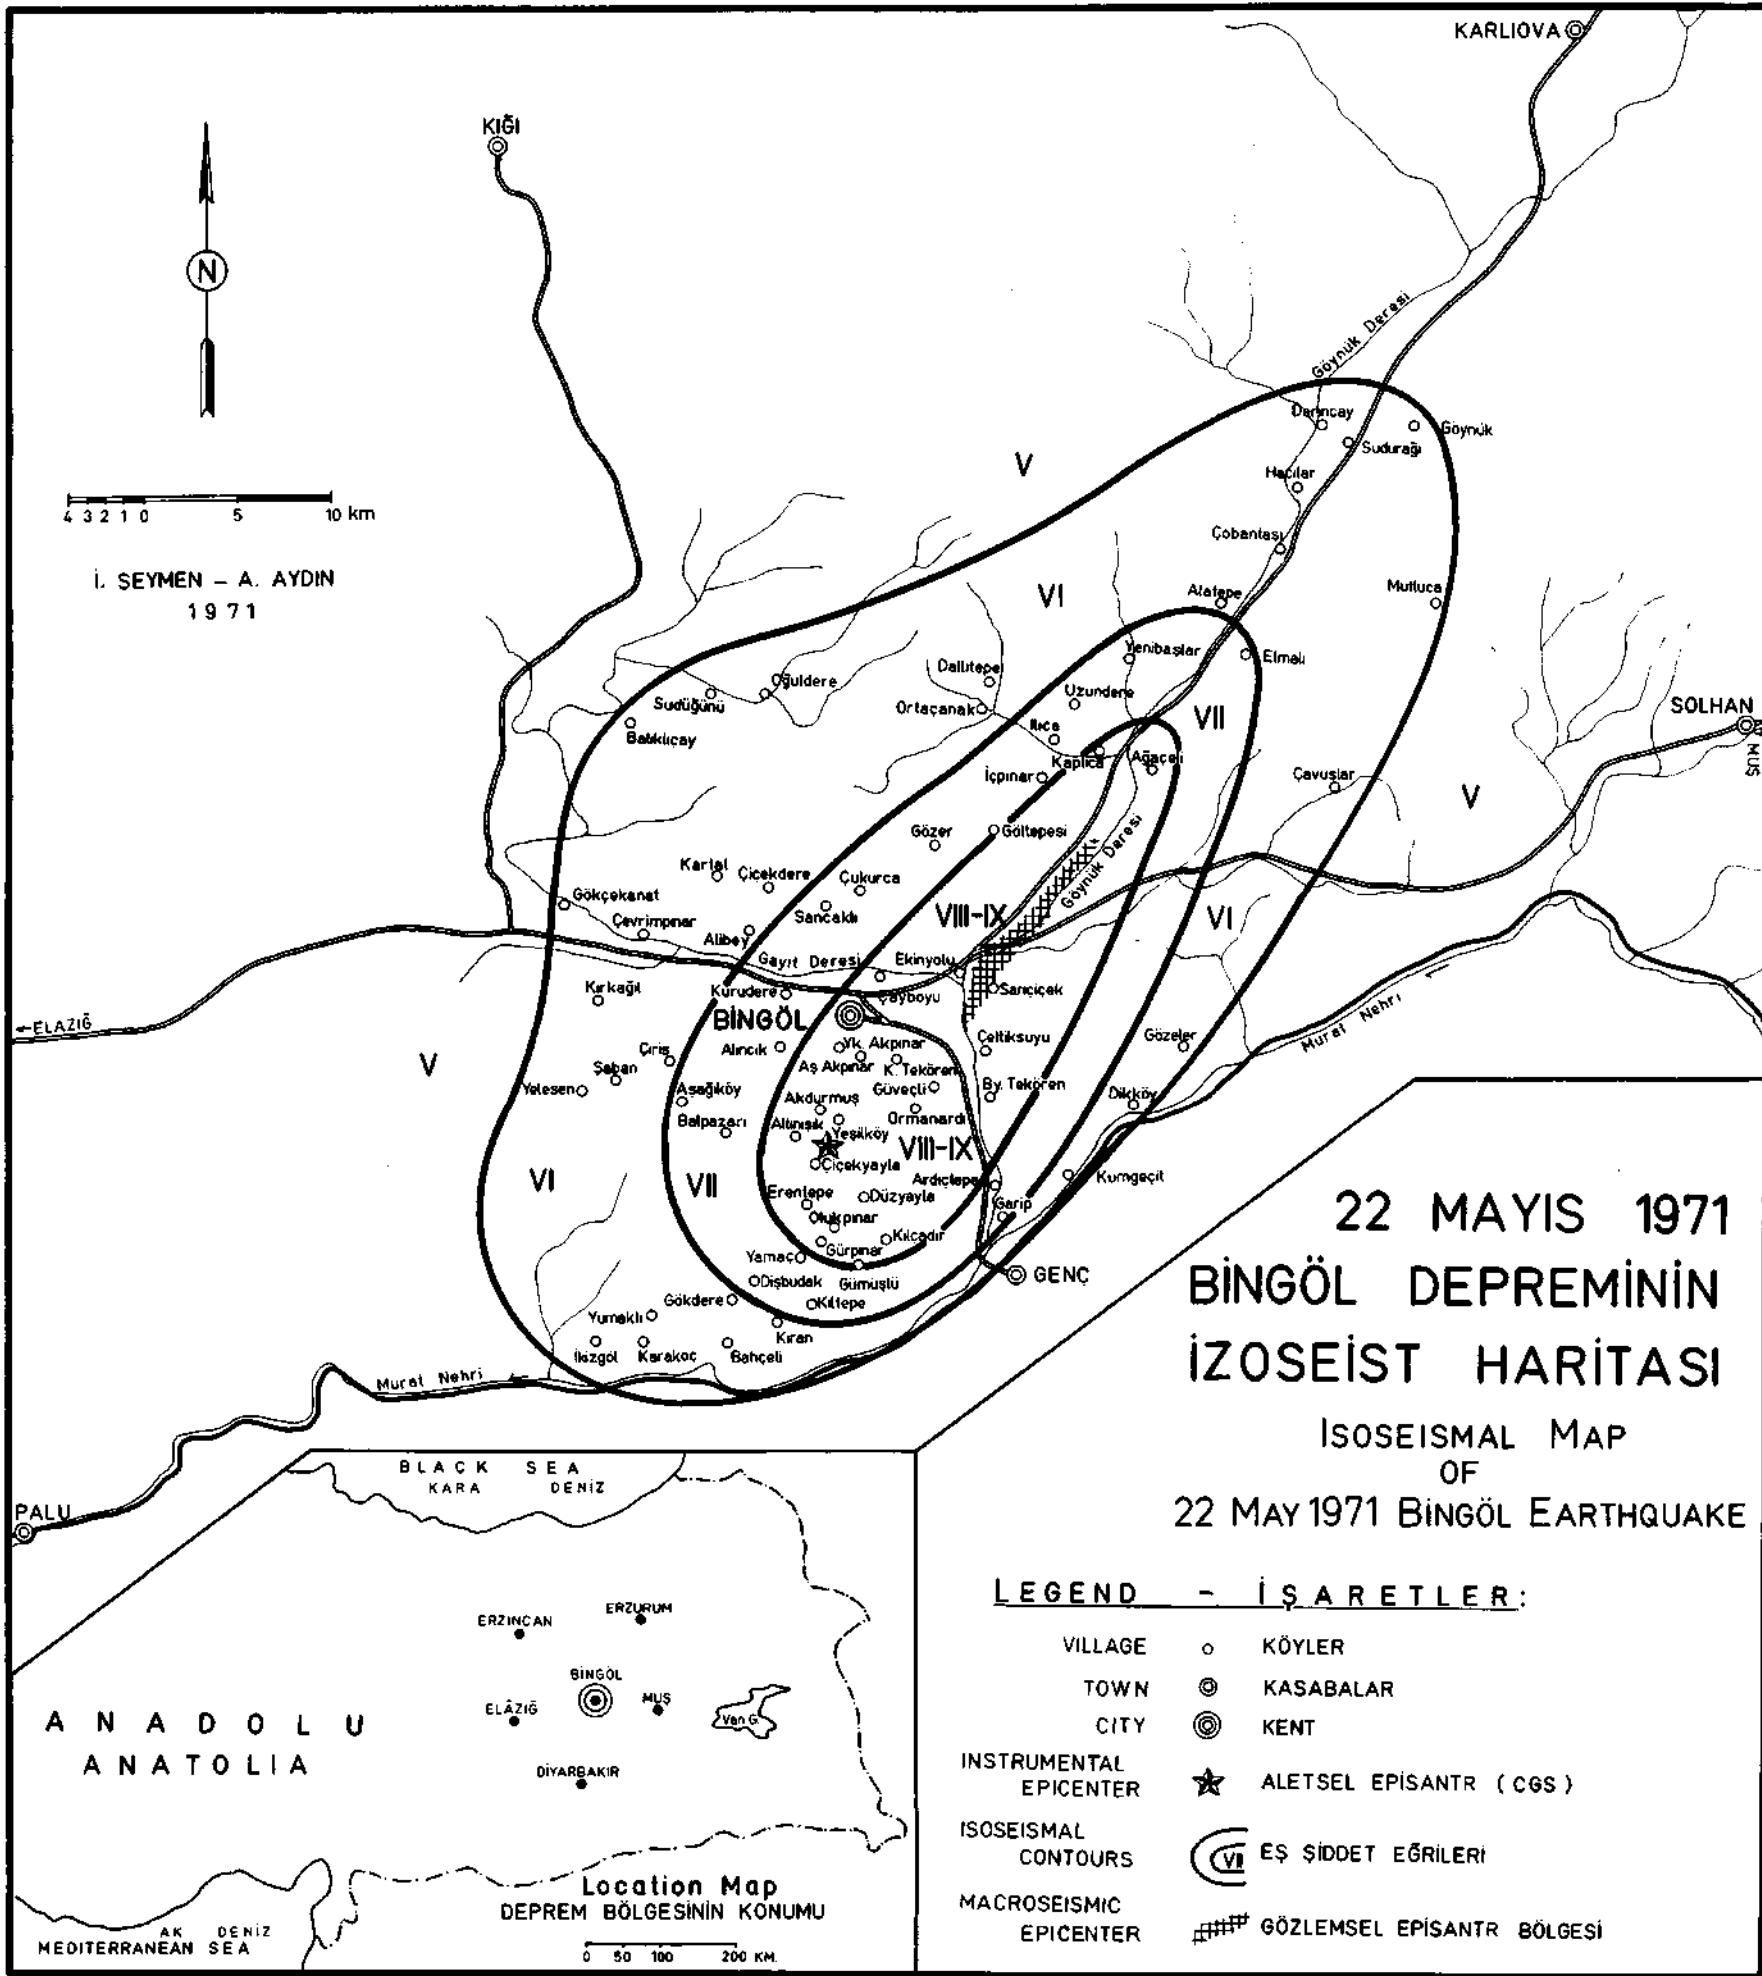 KARLIOVA
KIĞI
N
Göynük Deresi
Derinçay
Göynük
Sudurağı
V
Hacılar
4 3 2 1 0 5 10 km
Çobantaşı
İ. SEYMEN – A. AYDIN
1971
VI
Alatepe
Mutluca
Yenibaşlar
Elmalı
Dallıtepe
Oğuldere
Uzundere
Sudüğünü
Ortaçanak
VII
SOLHAN
Ilıca
Balıklıçay
MUŞ
Kaplıca
Ağaçeli
İçpınar
Çavuşlar
V
Gözer
Göltepesi
Göynük Deresi
Kartal
Çiçekdere
Çukurca
Gökçekanat
Sancaklı
VIII-IX
VI
Çevrimpınar
Alibey
Gayıt Deresi
Ekinyolu
Kırkağıl
Kurudere
Çayboyu
Sarıçiçek
Murat Nehri
BİNGÖL
←ELAZIĞ
Çeltiksuyu
Gözeler
Yk. Akpınar
Alıncık
Çiriş
V
Aş Akpınar
K. Tekören
Şaban
Yelesen
Aşağıköy
Güveçli
By. Tekören
Dikköy
Akdurmuş
Ormanardı
Balpazarı
Altınışık
Yeşilköy
VIII-IX
Çiçekyayla
VI
VII
Ardıçtepe
Kumgeçit
Erentepe
Düzyayla
Garip
Olukpınar
Kılçadır
Yamaç
Gürpınar
GENÇ
Dişbudak
Gümüşlü
Gökdere
Kıltepe
Yumaklı
Kıran
İkizgöl
Karakoç
Bahçeli
Murat Nehri
PALU
22 MAYIS 1971
BİNGÖL DEPREMİNİN
İZOSEİST HARİTASI
ISOSEISMAL MAP
OF
22 MAY 1971 BİNGÖL EARTHQUAKE
BLACK SEA
KARA DENİZ
ERZINCAN
ERZURUM
BİNGÖL
ELÂZIĞ
MUŞ
Van G.
DİYARBAKIR
ANADOLU
ANATOLIA
AK DENİZ
MEDITERRANEAN SEA
Location Map
DEPREM BÖLGESİNİN KONUMU
0 50 100 200 KM.
LEGEND - İŞARETLER:
VILLAGE KÖYLER
TOWN KASABALAR
CITY KENT
INSTRUMENTAL
EPICENTER ALETSEL EPİSANTR (CGS)
ISOSEISMAL
CONTOURS VII EŞ ŞİDDET EĞRİLERİ
MACROSEISMIC
EPICENTER GÖZLEMSEL EPİSANTR BÖLGESİ